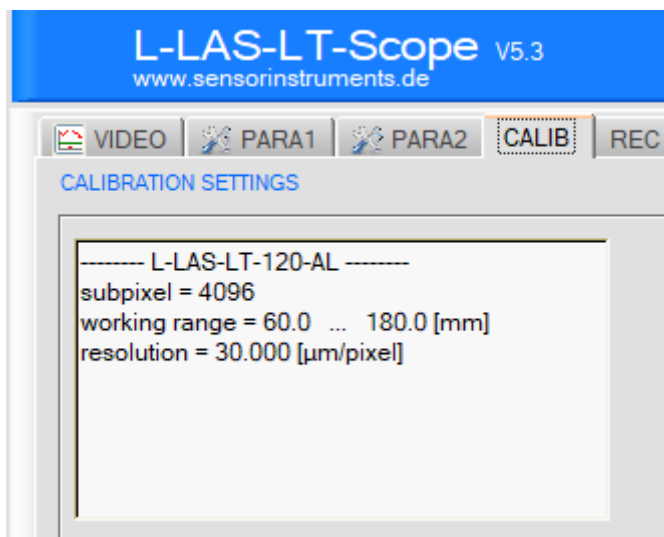 L-LAS-LT-Scope V5.3
www.sensorinstruments.de
VIDEO PARA1 PARA2 CALIB REC
CALIBRATION SETTINGS
-------- L-LAS-LT-120-AL --------
subpixel = 4096
working range = 60.0 ... 180.0 [mm]
resolution = 30.000 [µm/pixel]